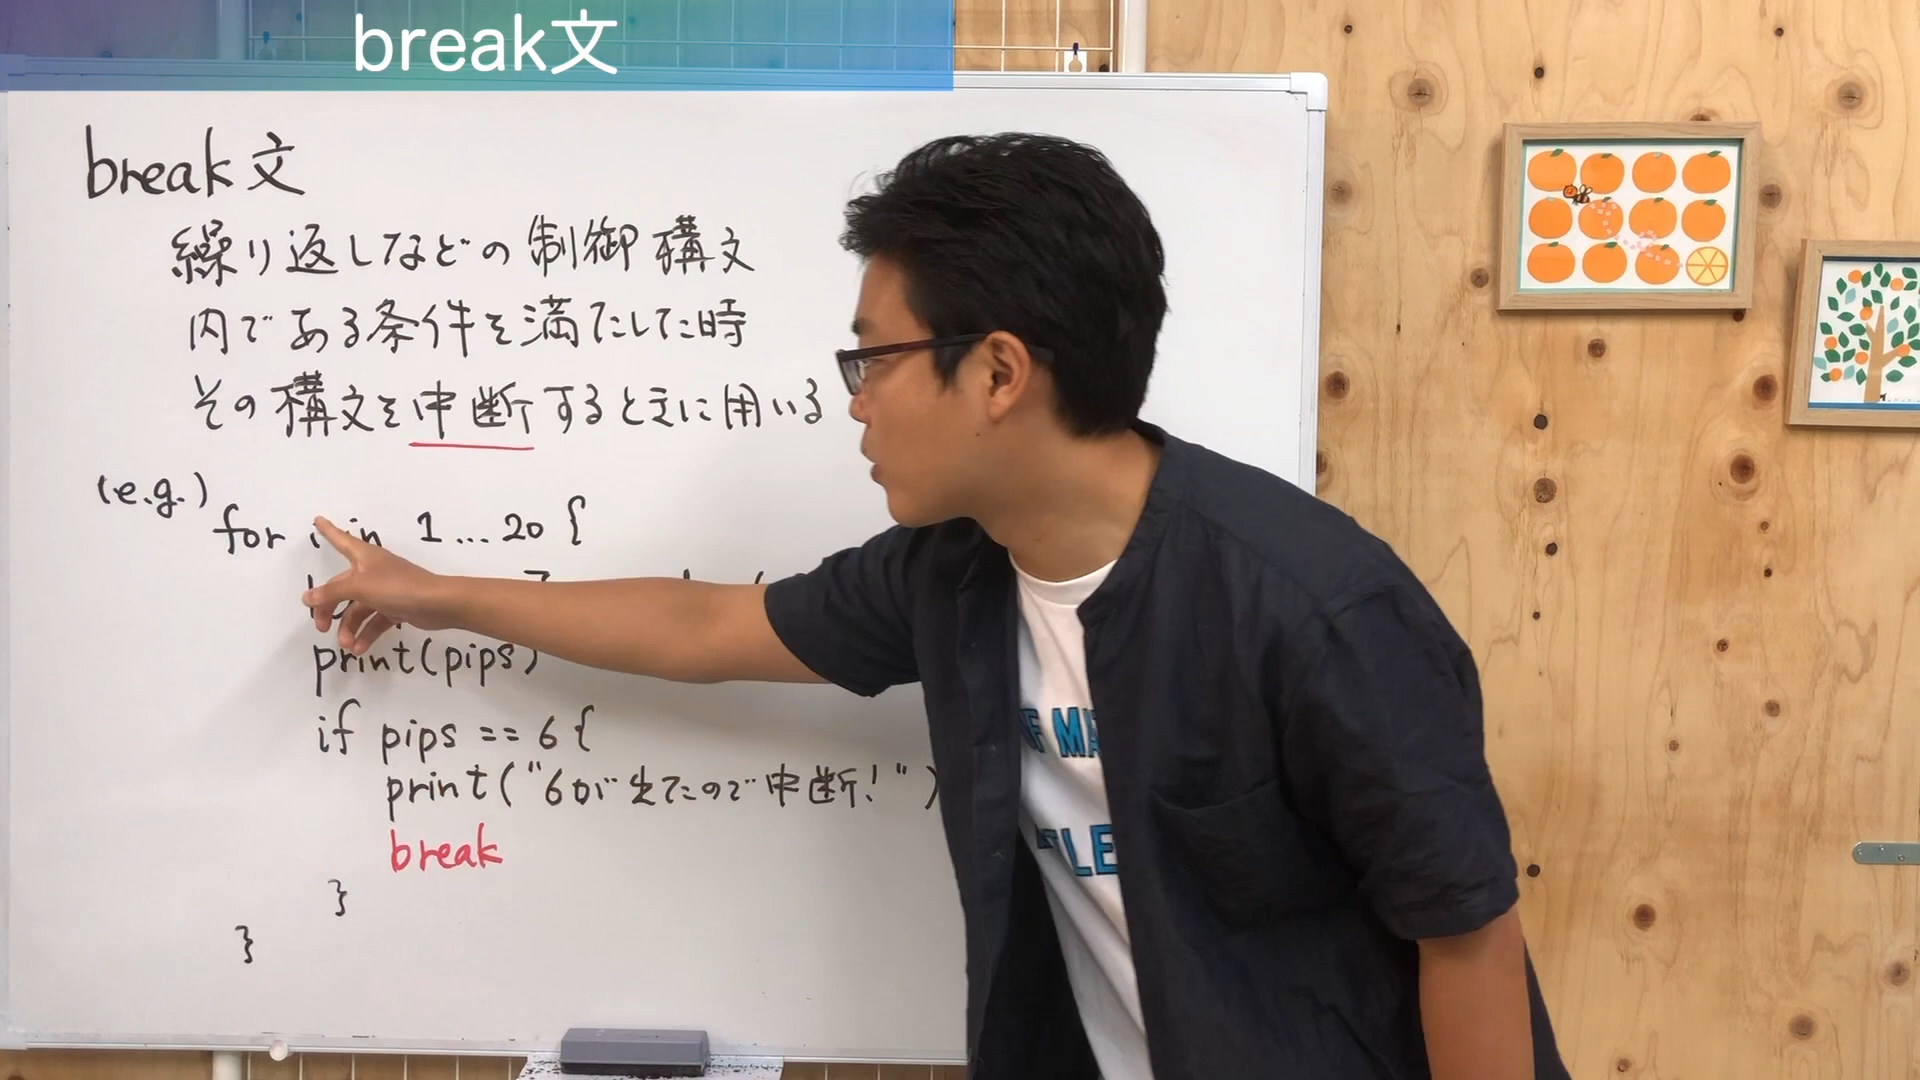 break文
break文
繰り返しなどの制御構文
内である条件を満たした時
その構文を中断するときに用いる
(e.g.)
for i in 1...20 {
print(pips)
if pips == 6 {
print("6が出たので中断!")
break
}
}